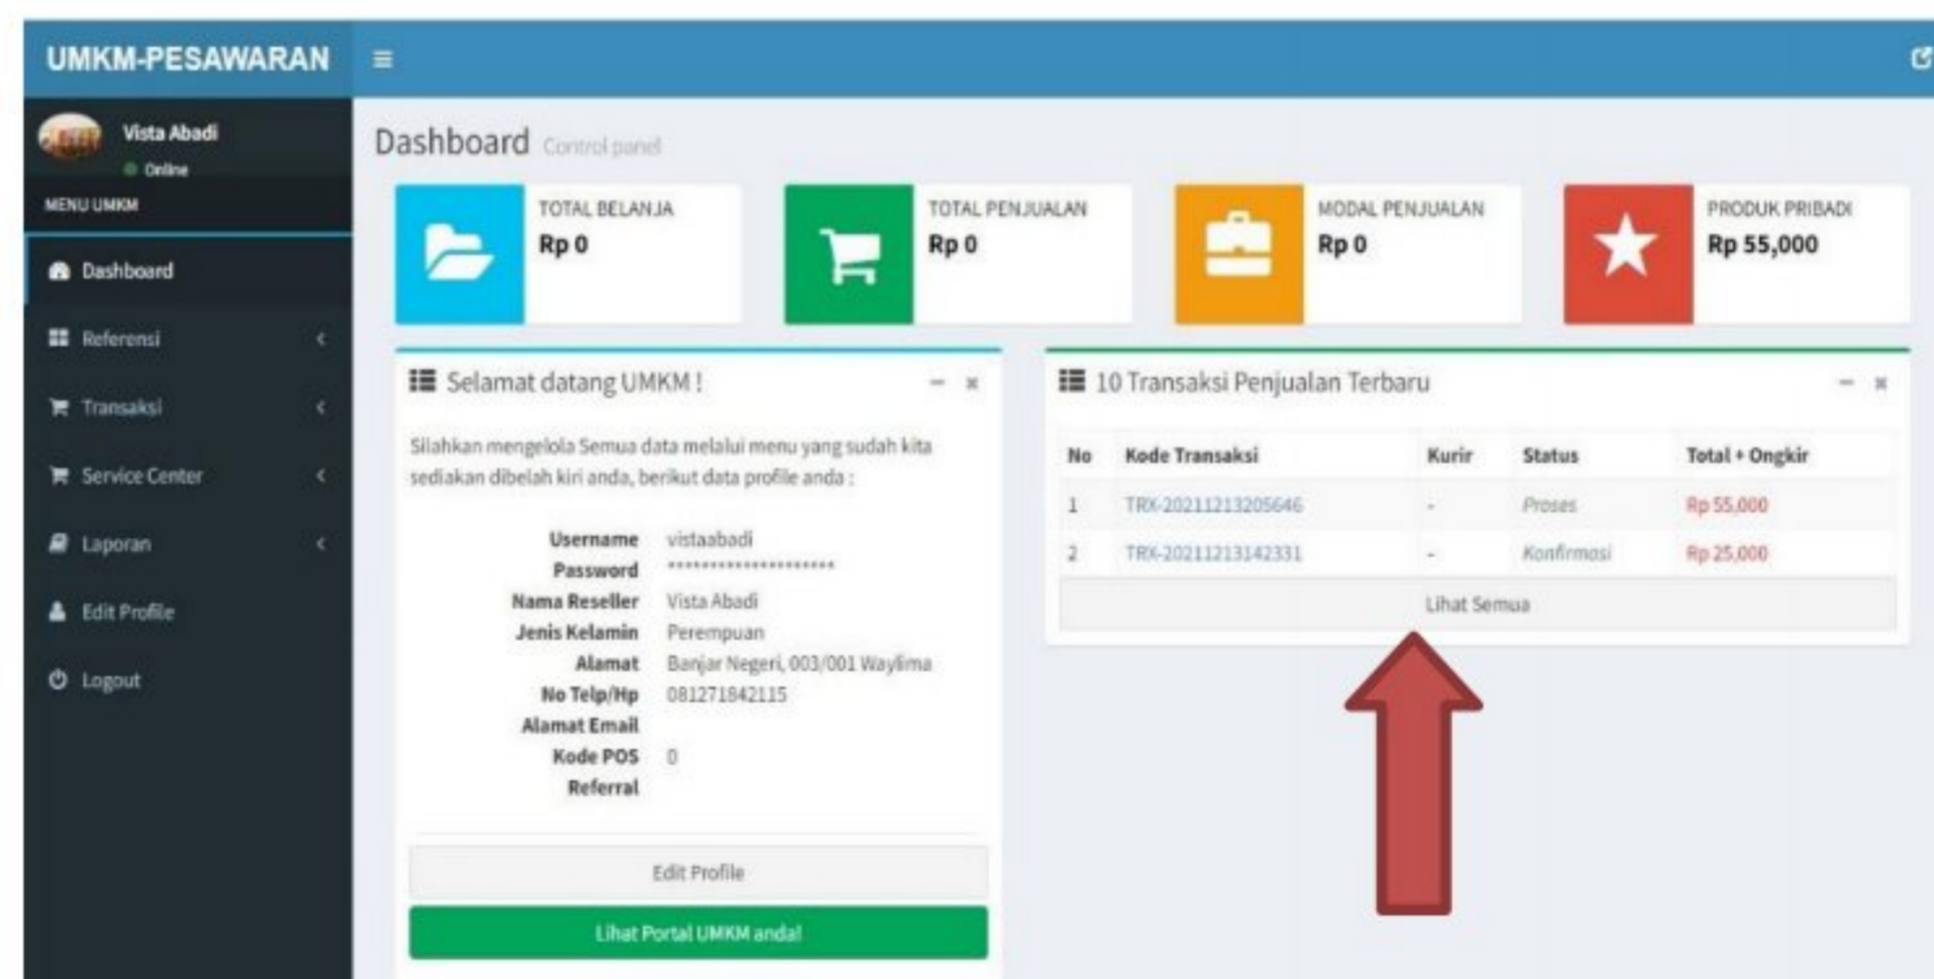 UMKM-PESAWARAN
Vista Abadi
Online
MENU UMKM
Dashboard
Referensi
Transaksi
Service Center
Laporan
Edit Profile
Logout
Dashboard Control panel
TOTAL BELANJA
Rp 0
TOTAL PENJUALAN
Rp 0
MODAL PENJUALAN
Rp 0
PRODUK PRIBADI
Rp 55,000
Selamat datang UMKM !
Silahkan mengelola Semua data melalui menu yang sudah kita
sediakan dibelah kiri anda, berikut data profile anda :
Username vistaabadi
Password ********************
Nama Reseller Vista Abadi
Jenis Kelamin Perempuan
Alamat Banjar Negeri, 003/001 Waylima
No Telp/Hp 081271842115
Alamat Email
Kode POS 0
Referral
Edit Profile
Lihat Portal UMKM anda!
10 Transaksi Penjualan Terbaru
No Kode Transaksi Kurir Status Total + Ongkir
1 TRX-20211213205646 - Proses Rp 55,000
2 TRX-20211213142331 - Konfirmasi Rp 25,000
Lihat Semua